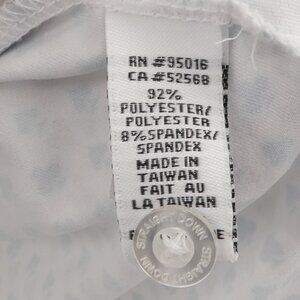 RN #95016
CA #52568
92%
POLYESTER/
POLYESTER
8% SPANDEX/
SPANDEX
MADE IN
TAIWAN
FAIT AU
LA TAIWAN
STRAIGHT DOWN
STRAIGHT DOWN